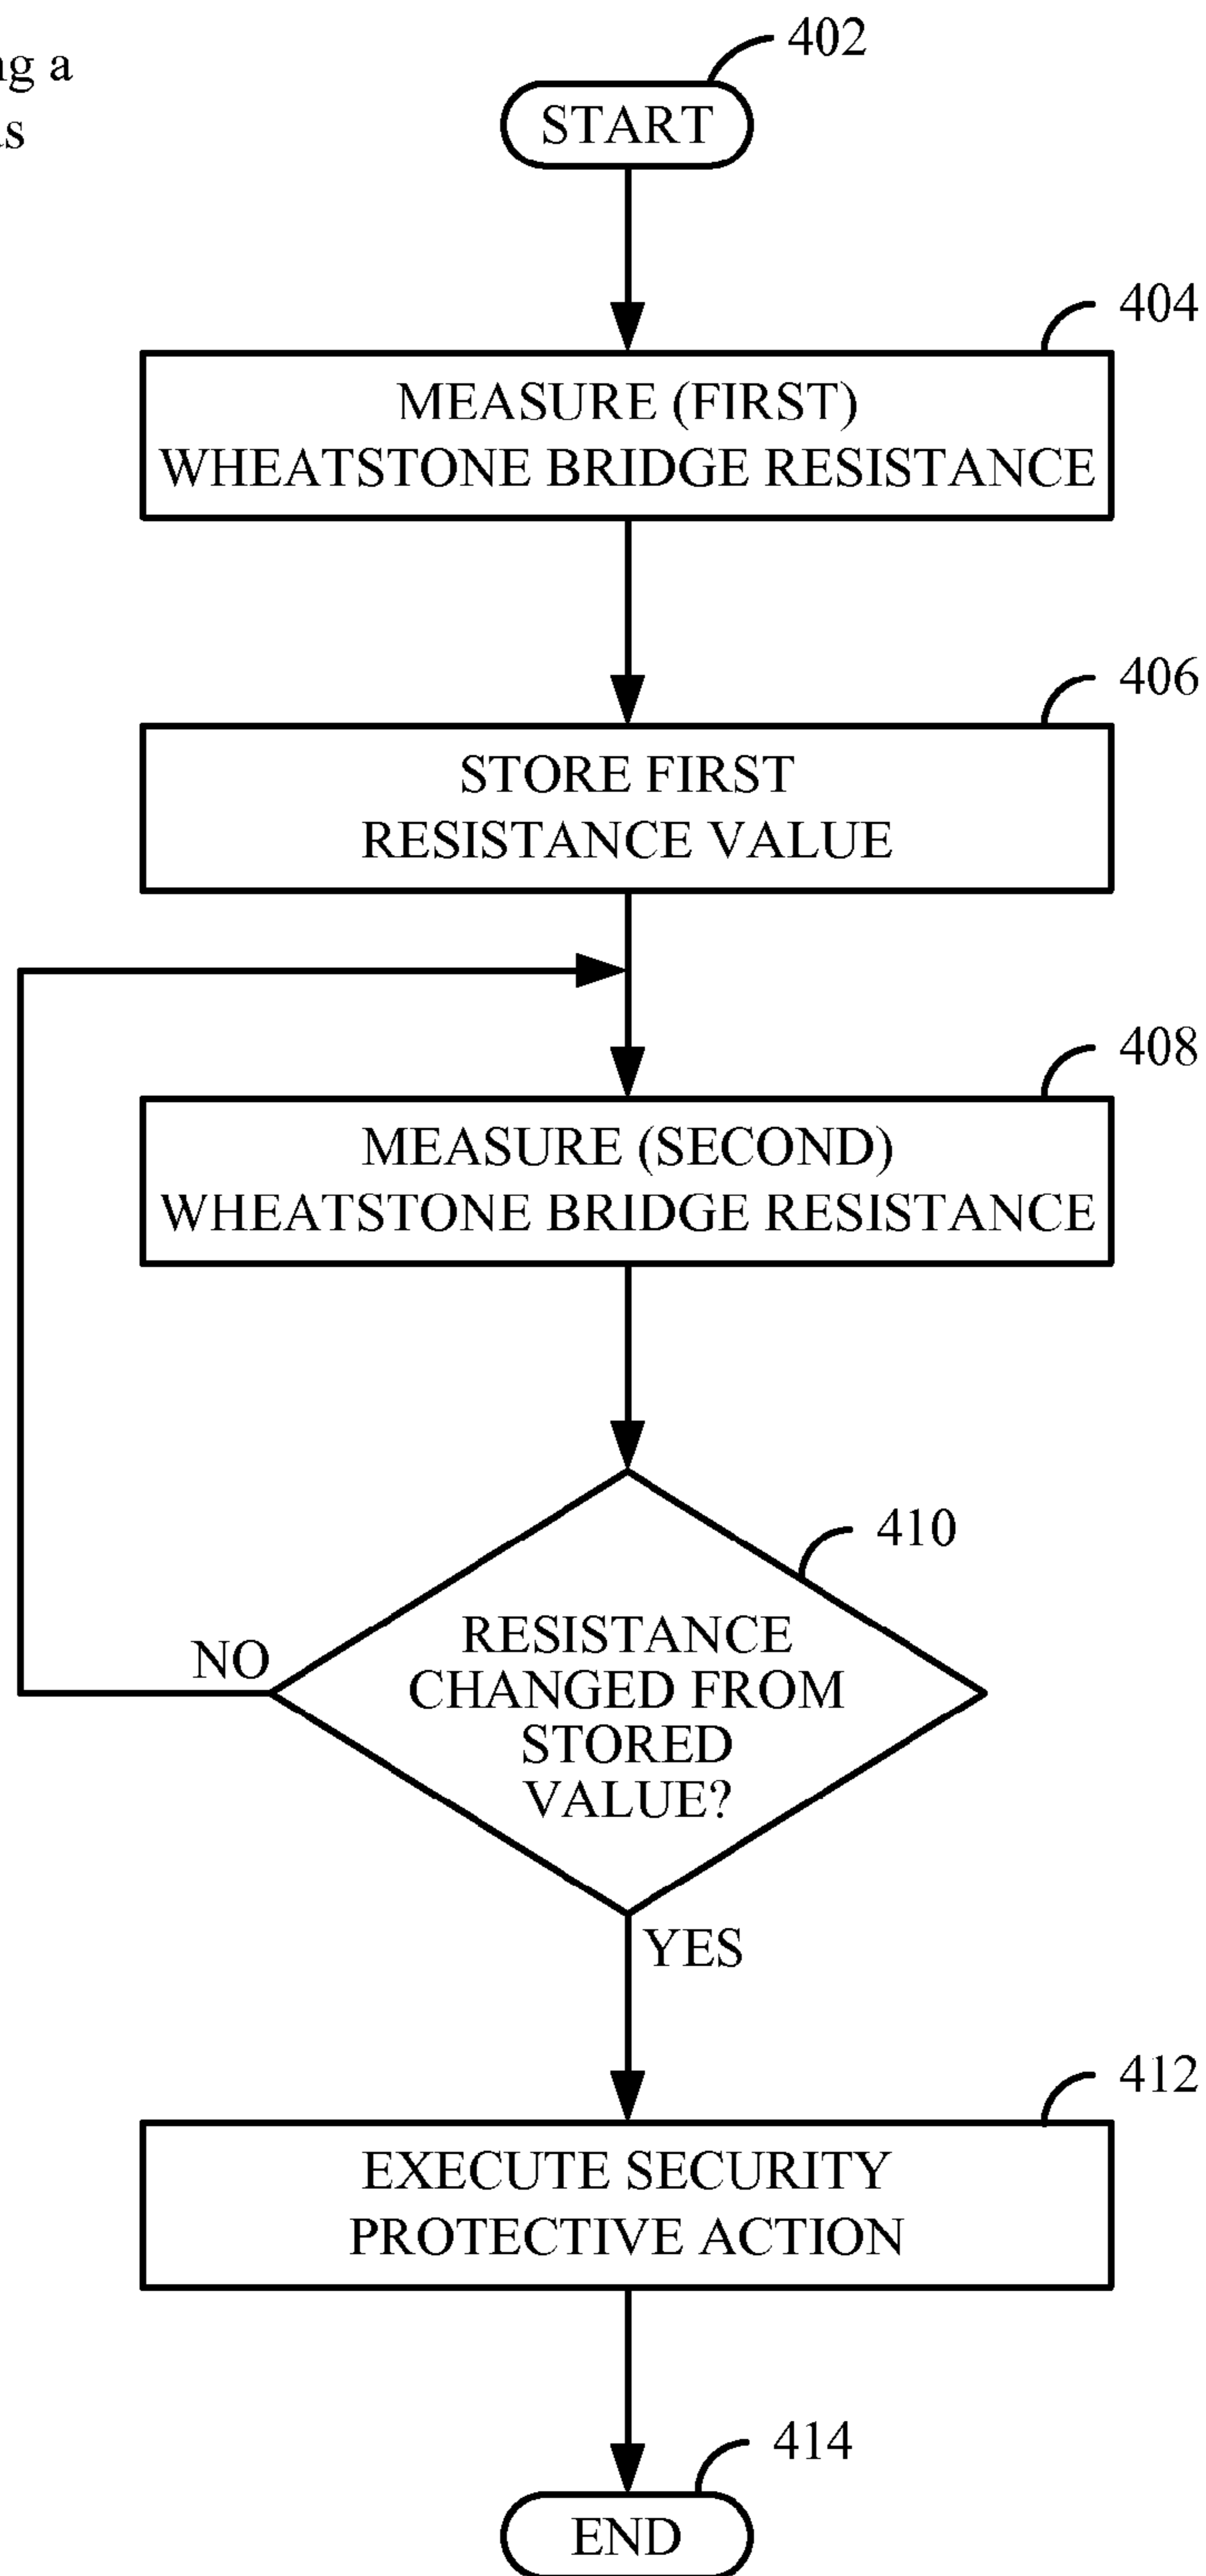 402
ng a
START
404
MEASURE (FIRST)
WHEATSTONE BRIDGE RESISTANCE
406
STORE FIRST
RESISTANCE VALUE
408
MEASURE (SECOND)
WHEATSTONE BRIDGE RESISTANCE
410
RESISTANCE
CHANGED FROM
STORED
VALUE?
NO
YES
412
EXECUTE SECURITY
PROTECTIVE ACTION
414
END